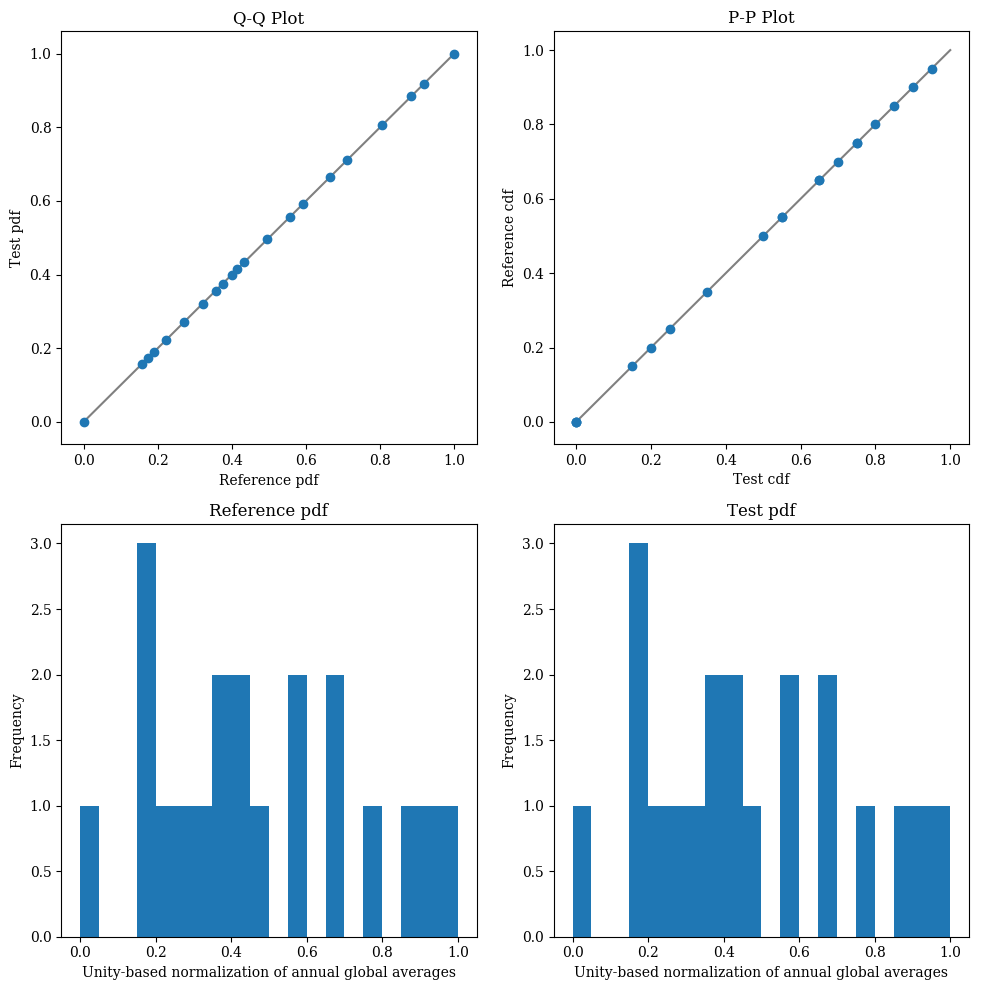 Q-Q Plot
1.0
0.8
0.6
0.4
0.2
0.0
Test pdf
0.0 0.2 0.4 0.6 0.8 1.0
Reference pdf
P-P Plot
1.0
0.8
0.6
0.4
0.2
0.0
Reference cdf
0.0 0.2 0.4 0.6 0.8 1.0
Test cdf
Reference pdf
3.0
2.5
2.0
1.5
1.0
0.5
0.0
Frequency
0.0 0.2 0.4 0.6 0.8 1.0
Unity-based normalization of annual global averages
Test pdf
3.0
2.5
2.0
1.5
1.0
0.5
0.0
Frequency
0.0 0.2 0.4 0.6 0.8 1.0
Unity-based normalization of annual global averages